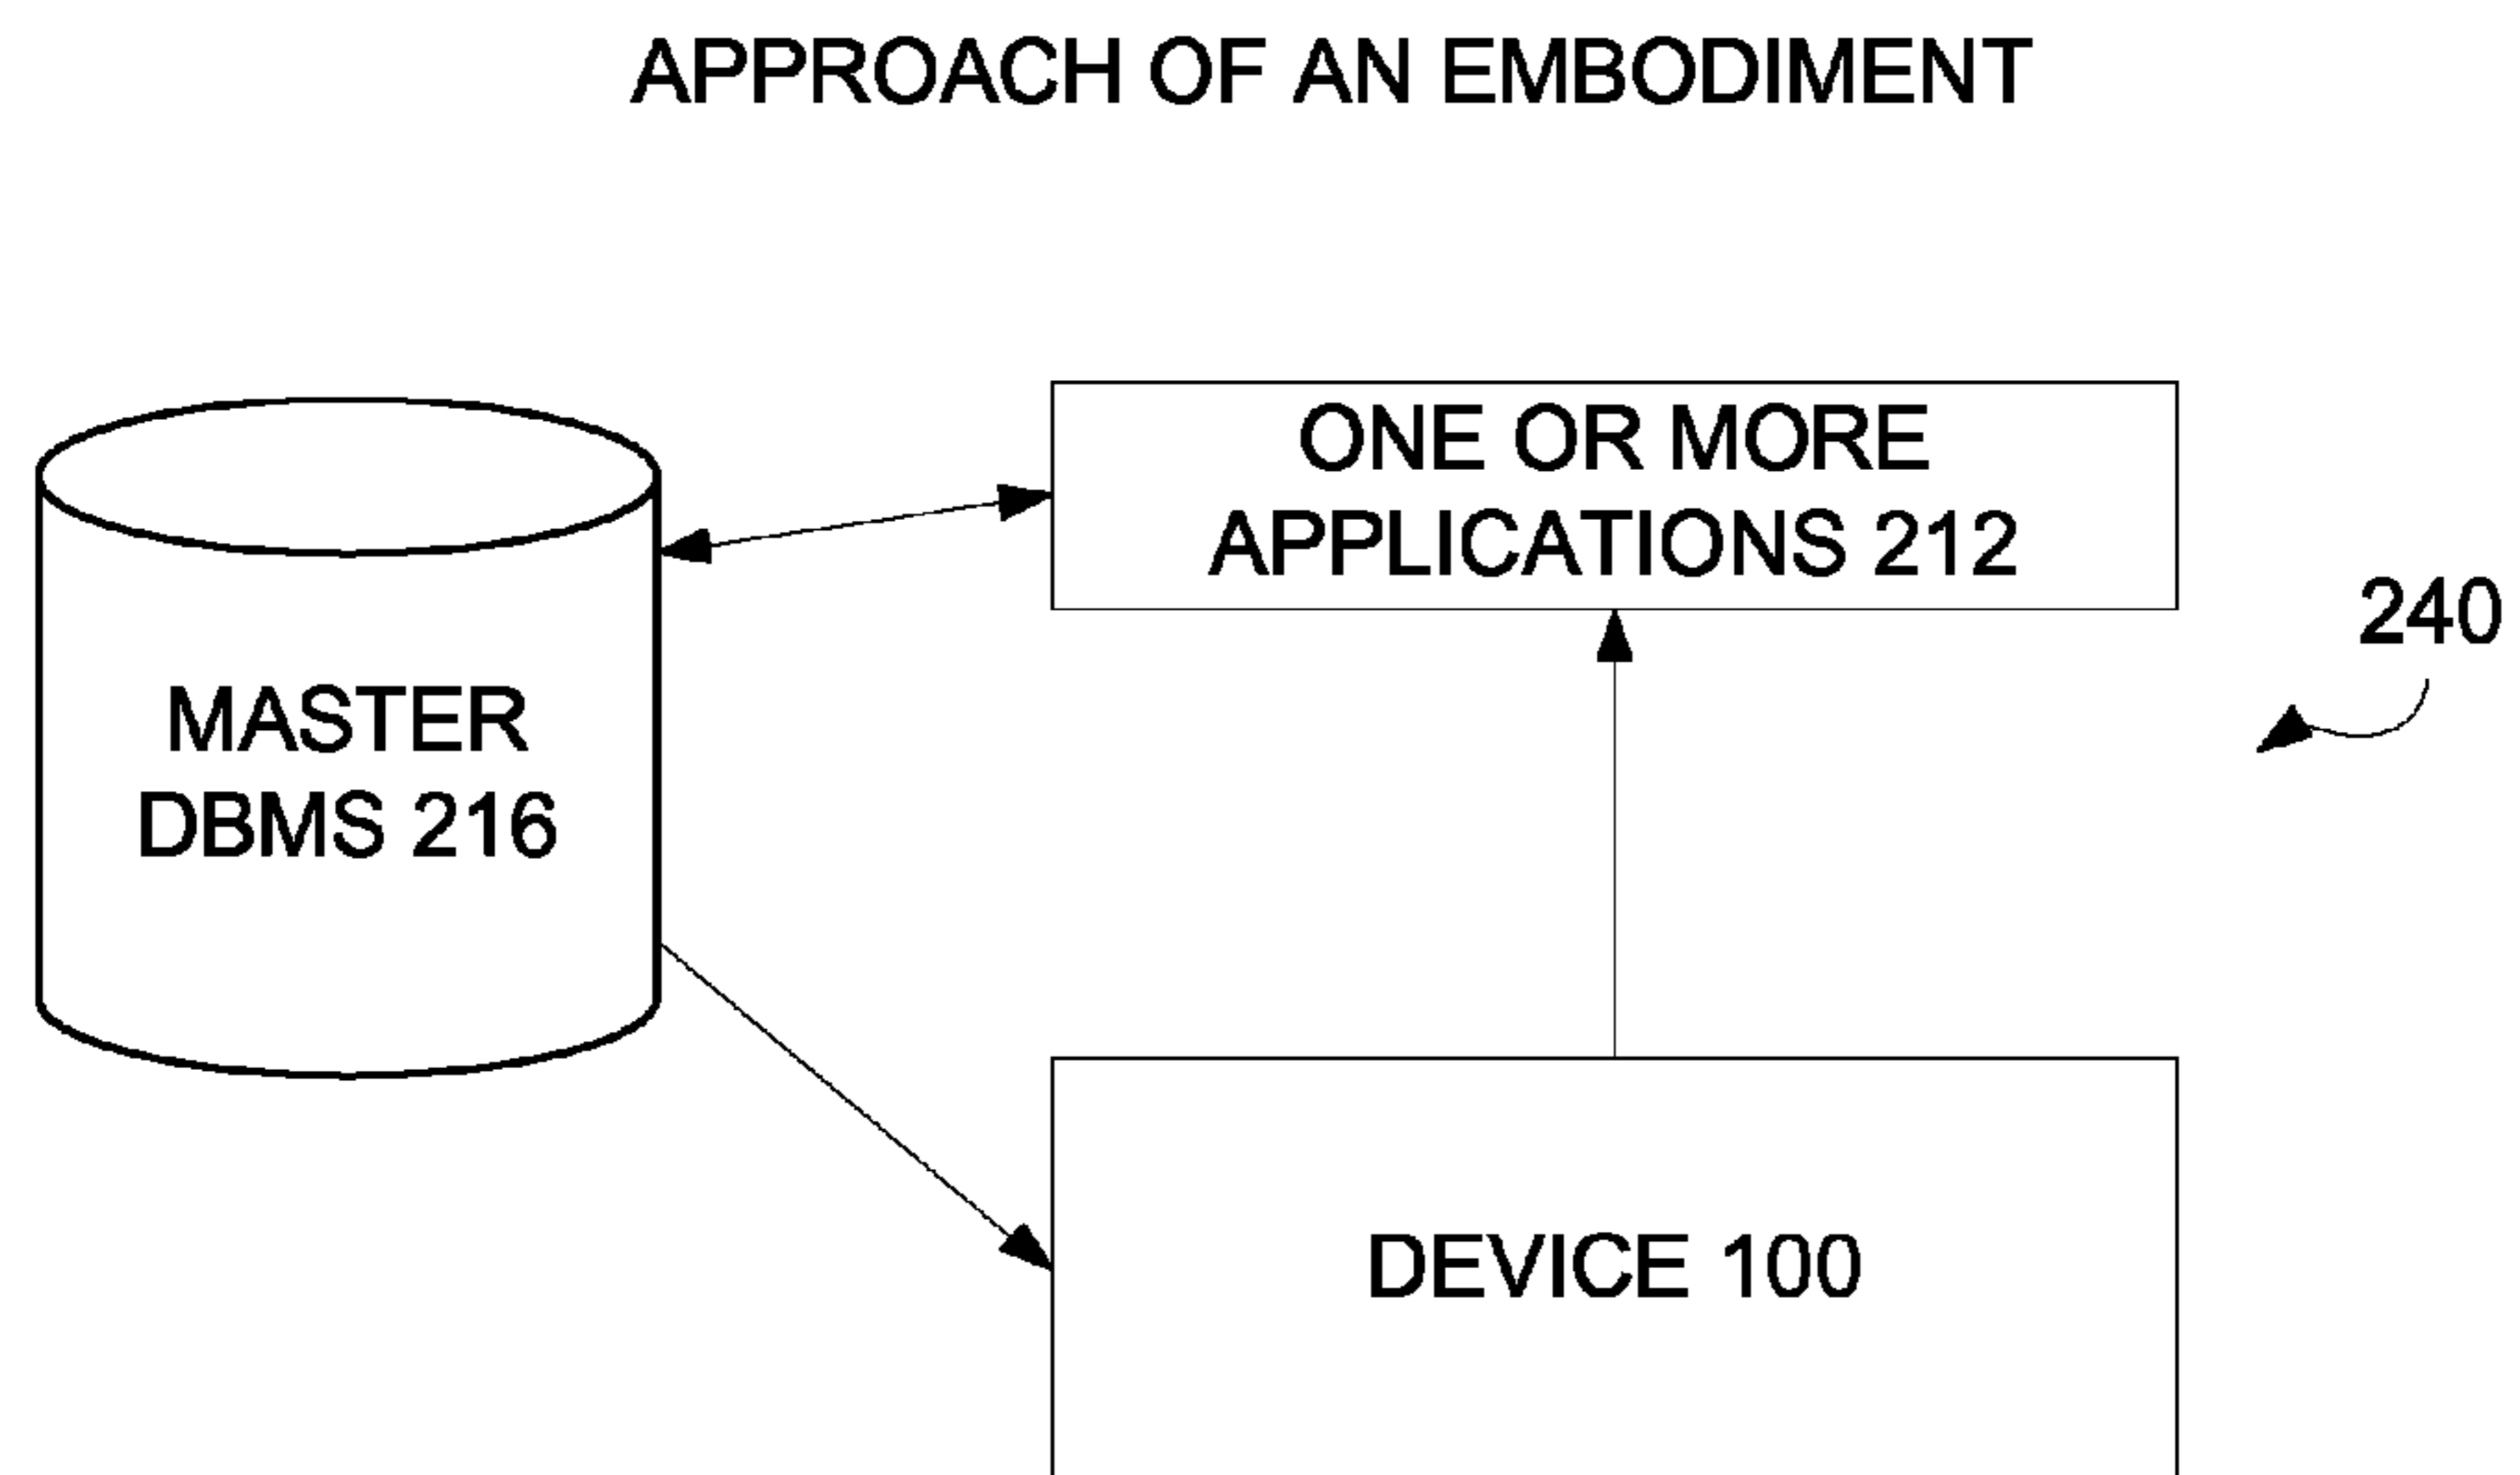 APPROACH OF AN EMBODIMENT
ONE OR MORE
APPLICATIONS 212
240
MASTER
DBMS 216
DEVICE 100